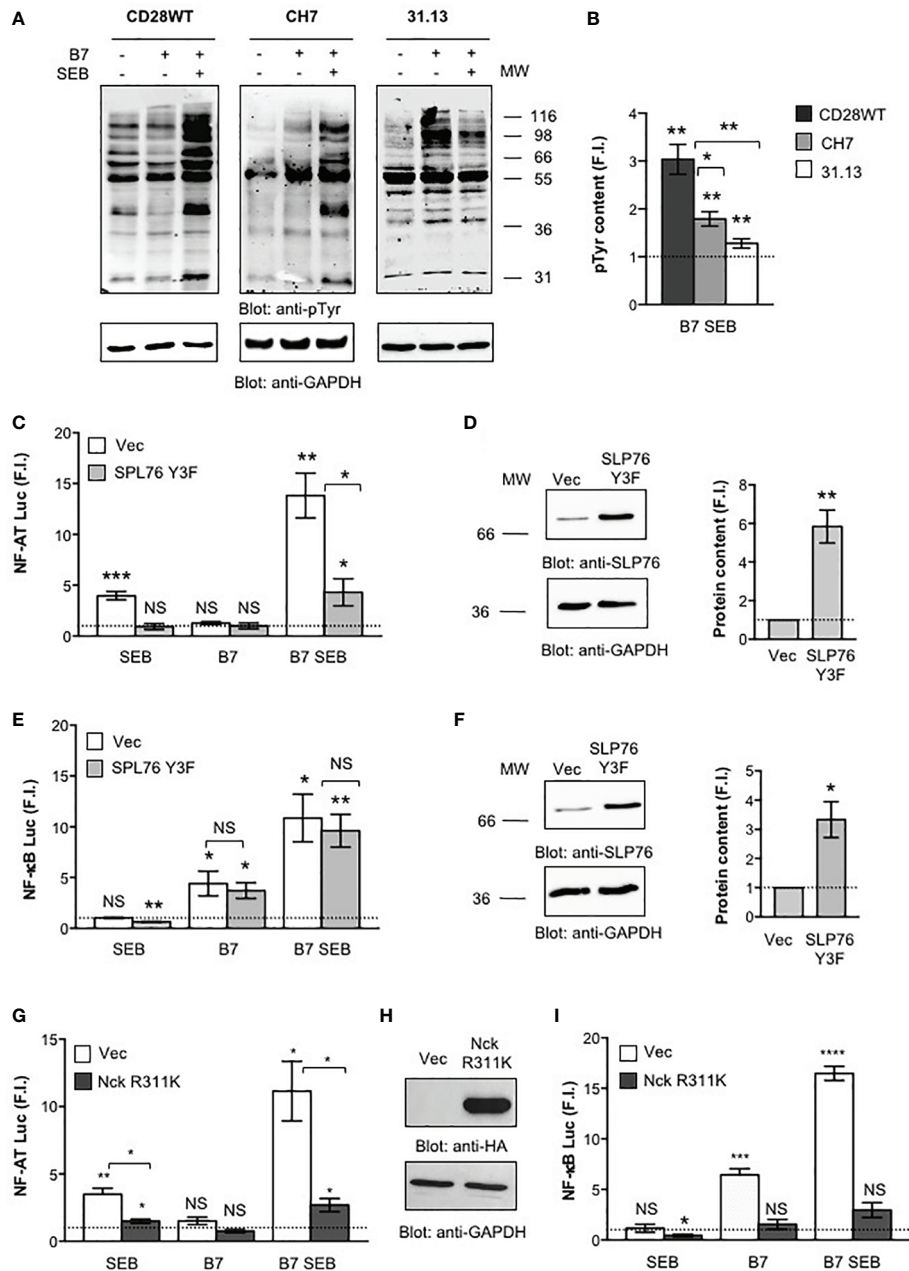 A
CD28WT CH7 31.13
B7 - + + - + + - + +
SEB - - + - - + - - + MW
116
98
66
55
36
31
Blot: anti-pTyr
Blot: anti-GAPDH
B
CD28WT
CH7
31.13
pTyr content (F.I.)
4
3
2
1
0
** ** * ** **
B7 SEB
C
Vec
SPL76 Y3F
NF-AT Luc (F.I.)
20
15
10
5
0
*** NS NS NS ** * *
SEB B7 B7 SEB
D
MW Vec SLP76 Y3F
66
Blot: anti-SLP76
36
Blot: anti-GAPDH
Protein content (F.I.)
8
6
4
2
0
**
Vec SLP76 Y3F
E
Vec
SPL76 Y3F
NF-κB Luc (F.I.)
20
15
10
5
0
NS ** * NS * * NS **
SEB B7 B7 SEB
F
MW Vec SLP76 Y3F
66
Blot: anti-SLP76
36
Blot: anti-GAPDH
Protein content (F.I.)
5
4
3
2
1
0
*
Vec SLP76 Y3F
G
Vec
Nck R311K
NF-AT Luc (F.I.)
15
10
5
0
** * * NS NS * * *
SEB B7 B7 SEB
H
Vec Nck R311K
Blot: anti-HA
Blot: anti-GAPDH
I
Vec
Nck R311K
NF-κB Luc (F.I.)
20
15
10
5
0
NS * *** NS **** NS
SEB B7 B7 SEB